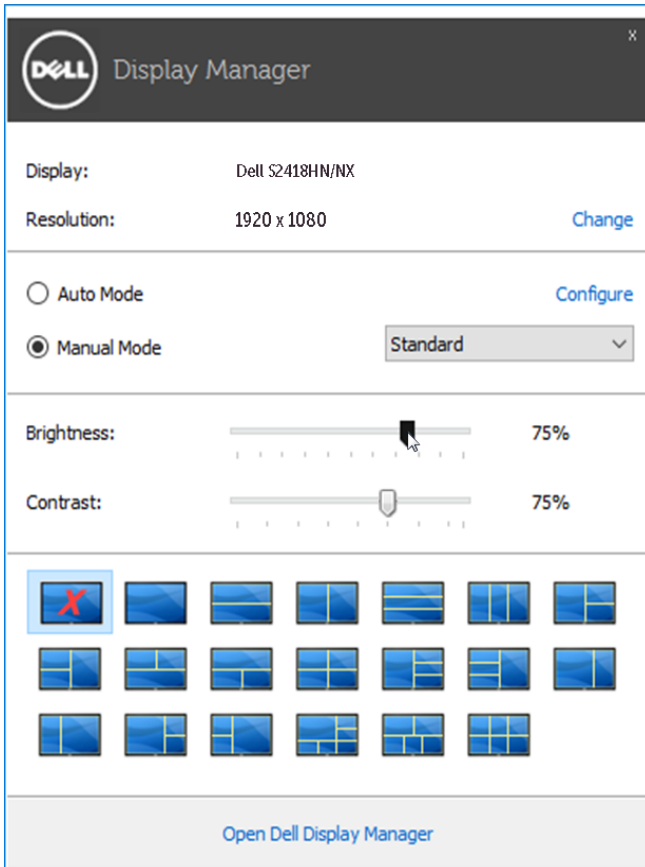 DELL Display Manager x
Display: Dell S2418HN/NX
Resolution: 1920 x 1080 Change
Auto Mode Configure
Manual Mode Standard
Brightness: 75%
Contrast: 75%
X
Open Dell Display Manager